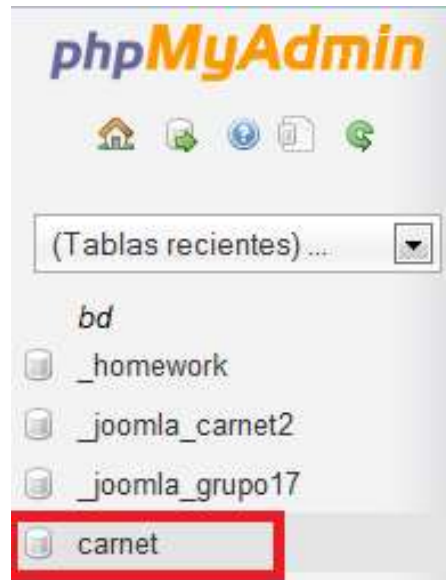 phpMyAdmin
(Tablas recientes) ...
bd
_homework
_joomla_carnet2
_joomla_grupo17
carnet